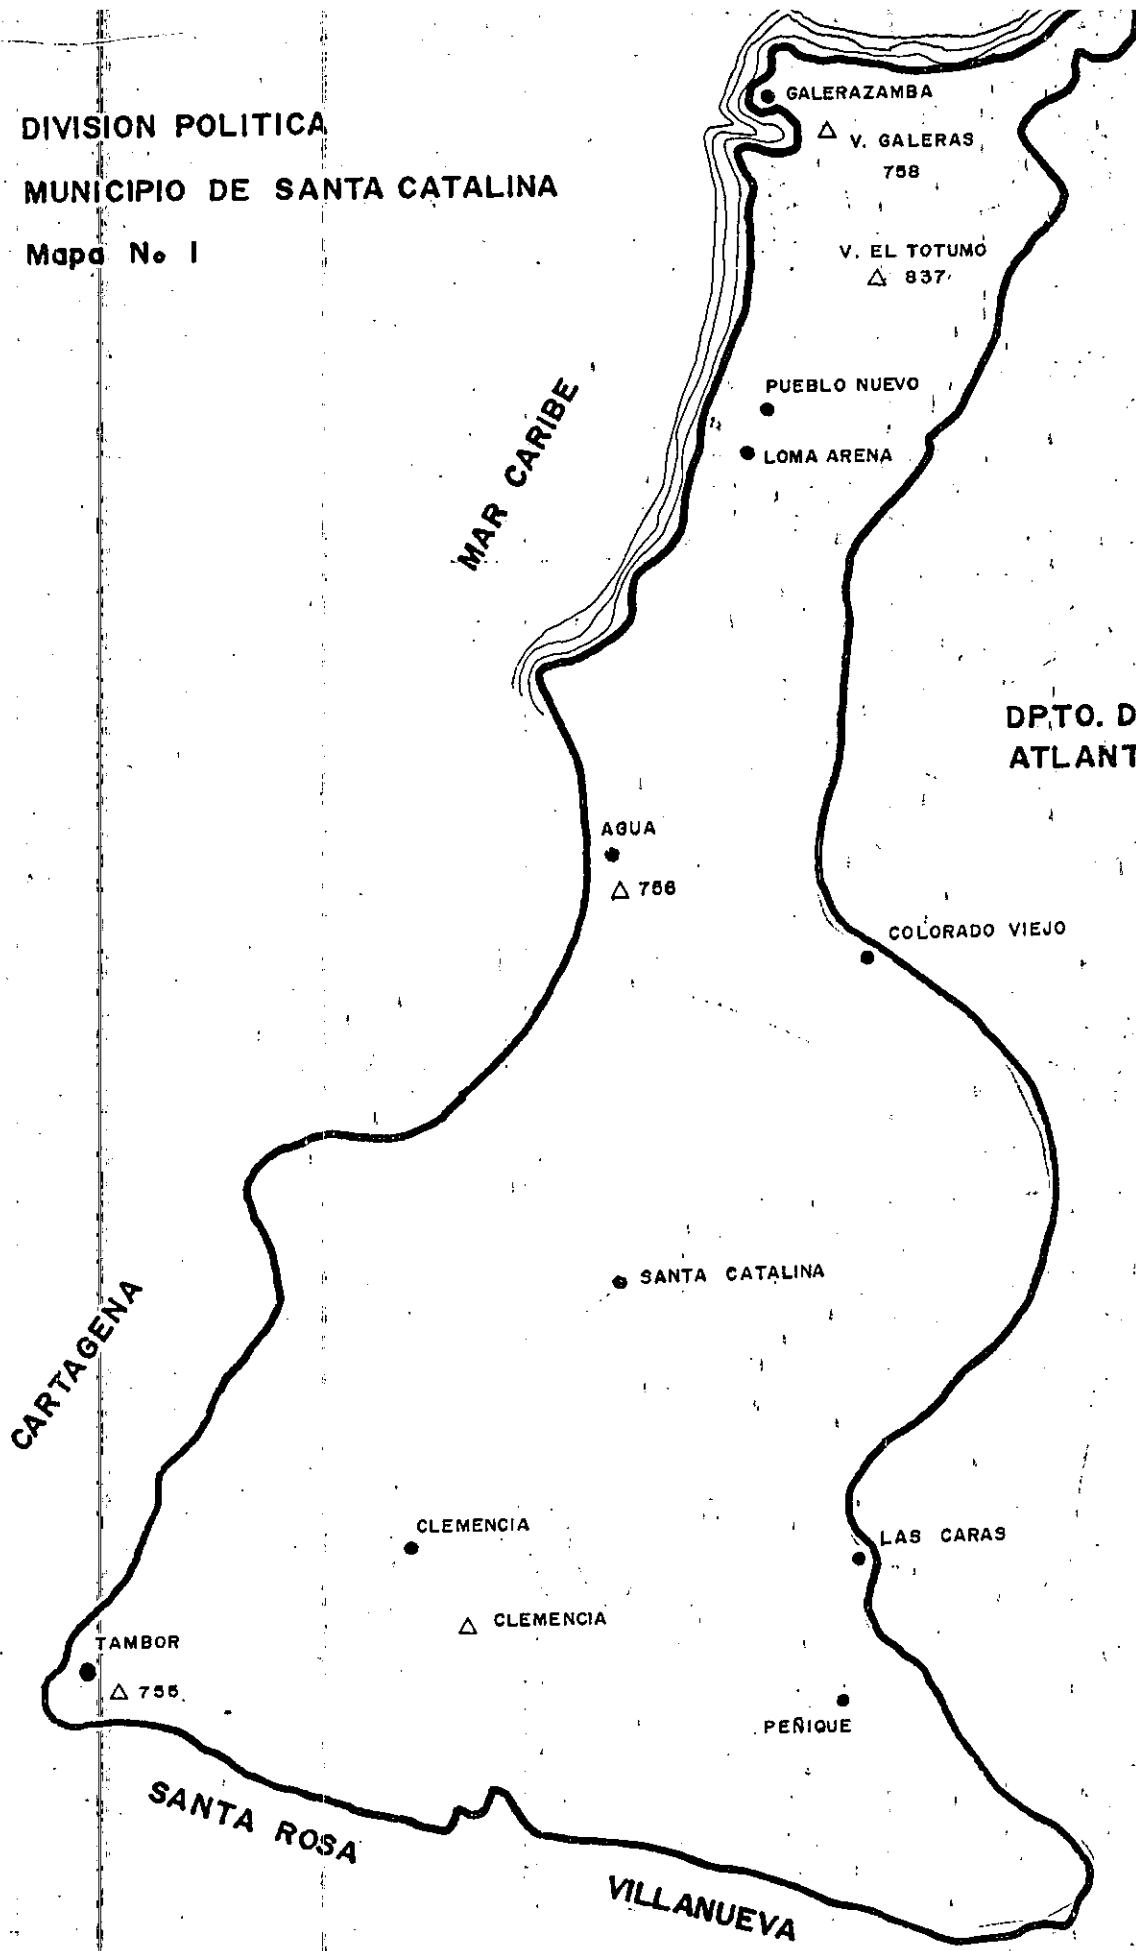 DIVISION POLITICA
MUNICIPIO DE SANTA CATALINA
Mapa No 1
GALERAZAMBA
V. GALERAS
758
V. EL TOTUMO
837
PUEBLO NUEVO
LOMA ARENA
MAR CARIBE
DPTO. D
ATLANT
AGUA
756
COLORADO VIEJO
SANTA CATALINA
CARTAGENA
CLEMENCIA
LAS CARAS
CLEMENCIA
TAMBOR
755
PEÑIQUE
SANTA ROSA
VILLANUEVA